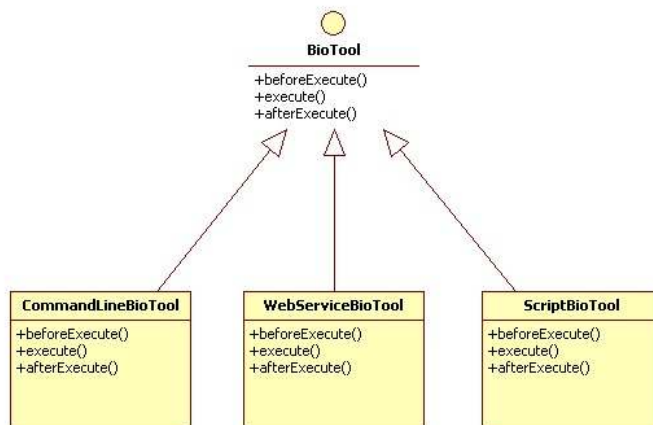 BioTool
+beforeExecute()
+execute()
+afterExecute()
CommandLineBioTool
+beforeExecute()
+execute()
+afterExecute()
WebServiceBioTool
+beforeExecute()
+execute()
+afterExecute()
ScriptBioTool
+beforeExecute()
+execute()
+afterExecute()